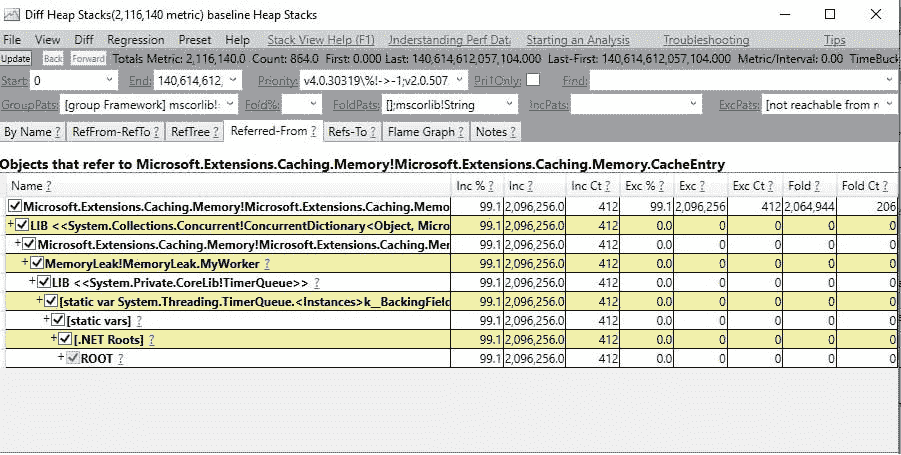 Diff Heap Stacks(2,116,140 metric) baseline Heap Stacks
File View Diff Regression Preset Help Stack View Help (F1) Understanding Perf Data Starting an Analysis Troubleshooting Tips
Update Back Forward Totals Metric: 2,116,140.0 Count: 864.0 First: 0.000 Last: 140,614,612,057,104.000 Last-First: 140,614,612,057,104.000 Metric/Interval: 0.00 TimeBuck
Start: 0 End: 140,614,612, Priority: v4.0.30319\%!->-1;v2.0.507 Pri1Only: Find:
GroupPats: [group Framework] mscorlib! Fold%: FoldPats: [];mscorlib!String IncPats: ExcPats: [not reachable from r
By Name ? RefFrom-RefTo ? RefTree ? Referred-From ? Refs-To ? Flame Graph ? Notes ?
Objects that refer to Microsoft.Extensions.Caching.Memory!Microsoft.Extensions.Caching.Memory.CacheEntry
Name ? Inc % ? Inc ? Inc Ct ? Exc % ? Exc ? Exc Ct ? Fold ? Fold Ct ?
Microsoft.Extensions.Caching.Memory!Microsoft.Extensions.Caching.Memo 99.1 2,096,256.0 412 99.1 2,096,256 412 2,064,944 206
+ LIB <<System.Collections.Concurrent!ConcurrentDictionary<Object, Micro 99.1 2,096,256.0 412 0.0 0 0 0 0
+ Microsoft.Extensions.Caching.Memory!Microsoft.Extensions.Caching.Mer 99.1 2,096,256.0 412 0.0 0 0 0 0
+ MemoryLeak!MemoryLeak.MyWorker ? 99.1 2,096,256.0 412 0.0 0 0 0 0
+ LIB <<System.Private.CoreLib!TimerQueue>> ? 99.1 2,096,256.0 412 0.0 0 0 0 0
+ [static var System.Threading.TimerQueue.<Instances>k__BackingField 99.1 2,096,256.0 412 0.0 0 0 0 0
+ [static vars] ? 99.1 2,096,256.0 412 0.0 0 0 0 0
+ [.NET Roots] ? 99.1 2,096,256.0 412 0.0 0 0 0 0
+ ROOT ? 99.1 2,096,256.0 412 0.0 0 0 0 0